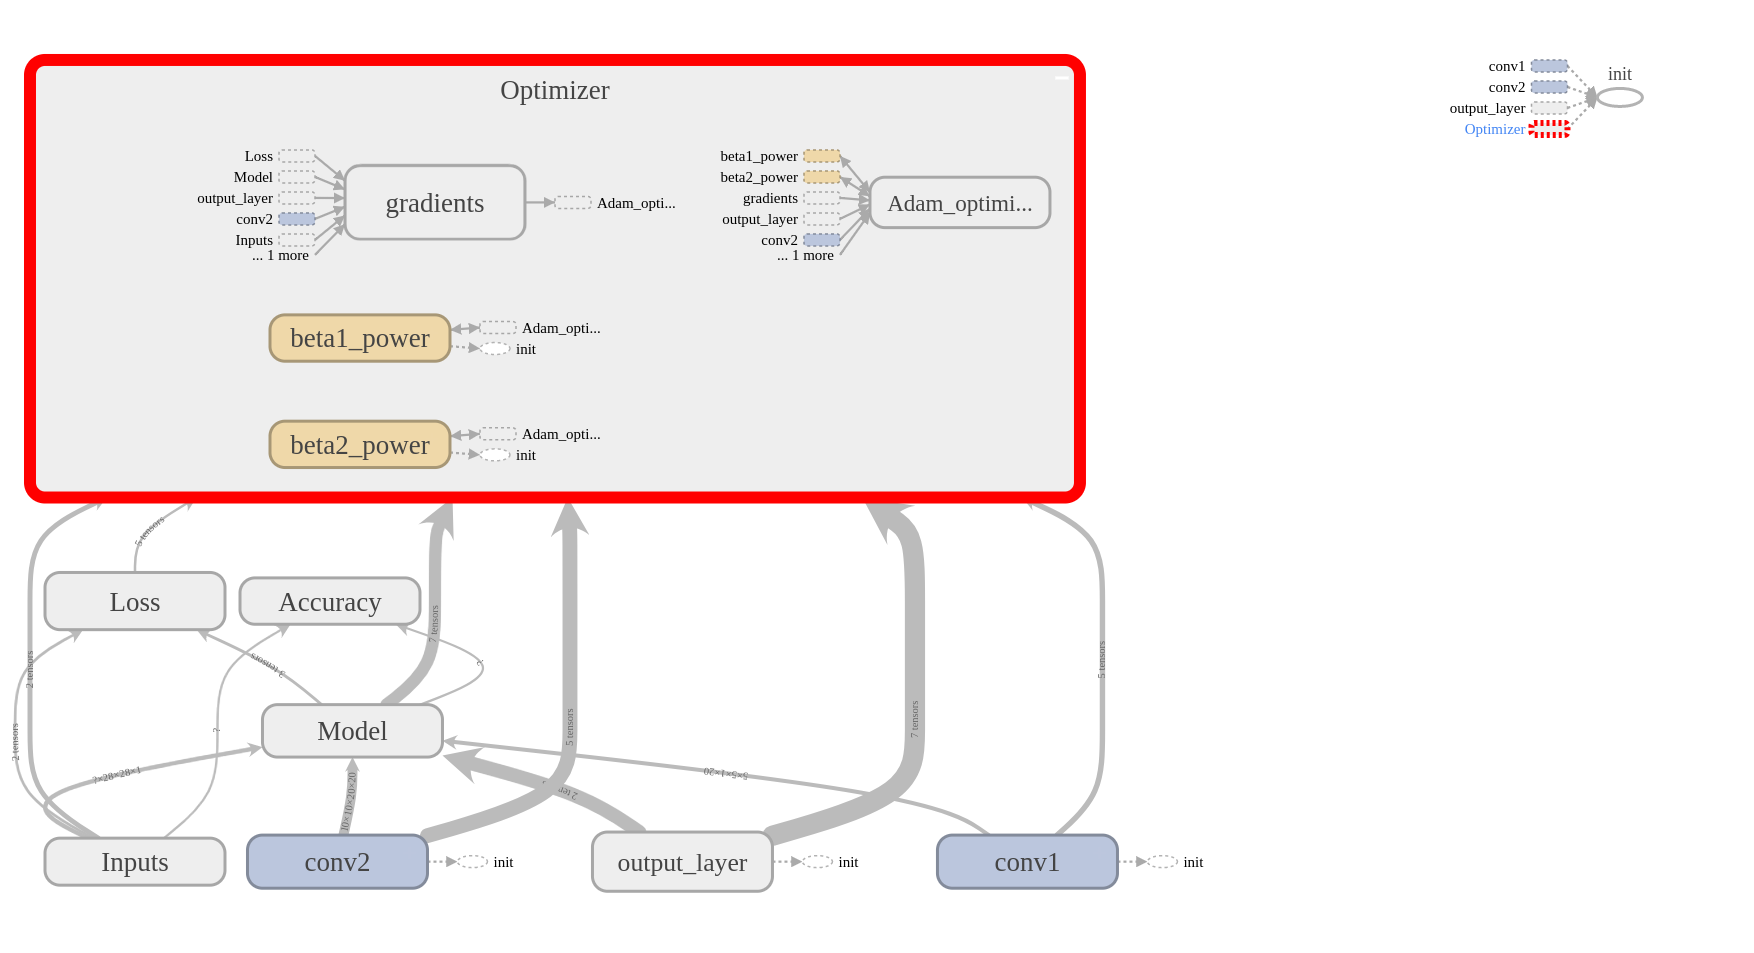 Optimizer
Loss
Model
output_layer
conv2
Inputs
... 1 more
gradients
Adam_opti...
beta1_power
beta2_power
gradients
output_layer
conv2
... 1 more
Adam_optimi...
beta1_power
Adam_opti...
init
beta2_power
Adam_opti...
init
conv1
conv2
output_layer
Optimizer
init
5 tensors
Loss
Accuracy
7 tensors
2 tensors
3 tensors
?
5 tensors
2 tensors
?
Model
5 tensors
7 tensors
?×28×28×1
10×10×20×20
5×5×1×20
Inputs
conv2
init
output_layer
init
conv1
init